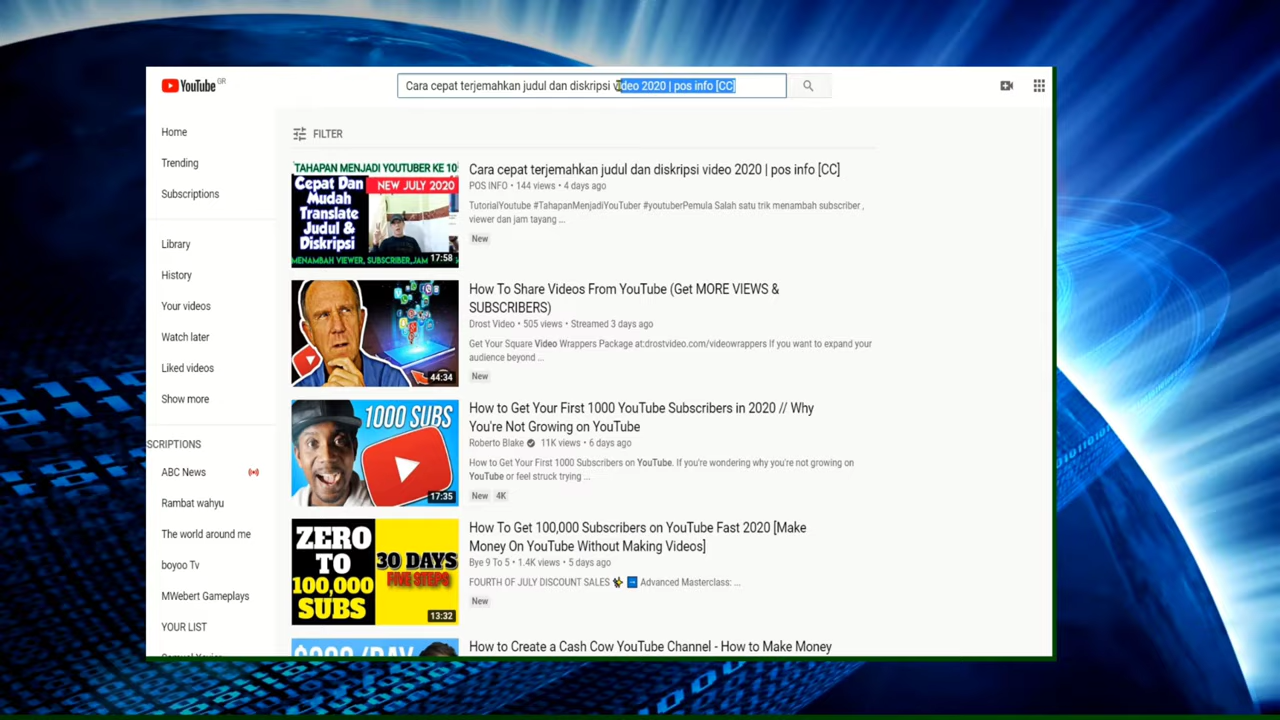 YouTube GR
Cara cepat terjemahkan judul dan diskripsi video 2020 | pos info [CC]
Home
Trending
Subscriptions
Library
History
Your videos
Watch later
Liked videos
Show more
SCRIPTIONS
ABC News
Rambat wahyu
The world around me
boyoo Tv
MWebert Gameplays
YOUR LIST
FILTER
TAHAPAN MENJADI YOUTUBER KE 10
NEW JULY 2020
Cepat Dan
Mudah
Translate
Judul &
Diskripsi
17:58
MENAMBAH VIEWER, SUBSCRIBER,JAM
Cara cepat terjemahkan judul dan diskripsi video 2020 | pos info [CC]
POS INFO • 144 views • 4 days ago
TutorialYoutube #TahapanMenjadiYouTuber #youtuberPemula Salah satu trik menambah subscriber ,
viewer dan jam tayang ...
New
44:34
How To Share Videos From YouTube (Get MORE VIEWS &
SUBSCRIBERS)
Drost Video • 505 views • Streamed 3 days ago
Get Your Square Video Wrappers Package at:drostvideo.com/videowrappers If you want to expand your
audience beyond ...
New
1000 SUBS
17:35
How to Get Your First 1000 YouTube Subscribers in 2020 // Why
You're Not Growing on YouTube
Roberto Blake 11K views • 6 days ago
How to Get Your First 1000 Subscribers on YouTube. If you're wondering why you're not growing on
YouTube or feel struck trying ...
New 4K
ZERO
TO
100,000
SUBS
30 DAYS
FIVE STEPS
13:32
How To Get 100,000 Subscribers on YouTube Fast 2020 [Make
Money On YouTube Without Making Videos]
Bye 9 To 5 • 1.4K views • 5 days ago
FOURTH OF JULY DISCOUNT SALES Advanced Masterclass: ...
New
How to Create a Cash Cow YouTube Channel - How to Make Money